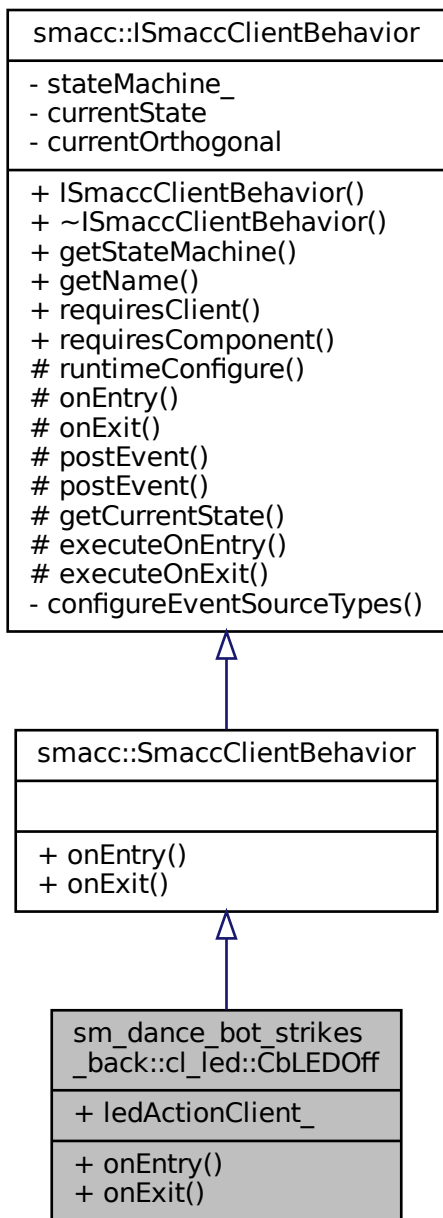 smacc::ISmaccClientBehavior
- stateMachine_
- currentState
- currentOrthogonal
+ ISmaccClientBehavior()
+ ~ISmaccClientBehavior()
+ getStateMachine()
+ getName()
+ requiresClient()
+ requiresComponent()
# runtimeConfigure()
# onEntry()
# onExit()
# postEvent()
# postEvent()
# getCurrentState()
# executeOnEntry()
# executeOnExit()
- configureEventSourceTypes()
smacc::SmaccClientBehavior
+ onEntry()
+ onExit()
sm_dance_bot_strikes
_back::cl_led::CbLEDOff
+ ledActionClient_
+ onEntry()
+ onExit()